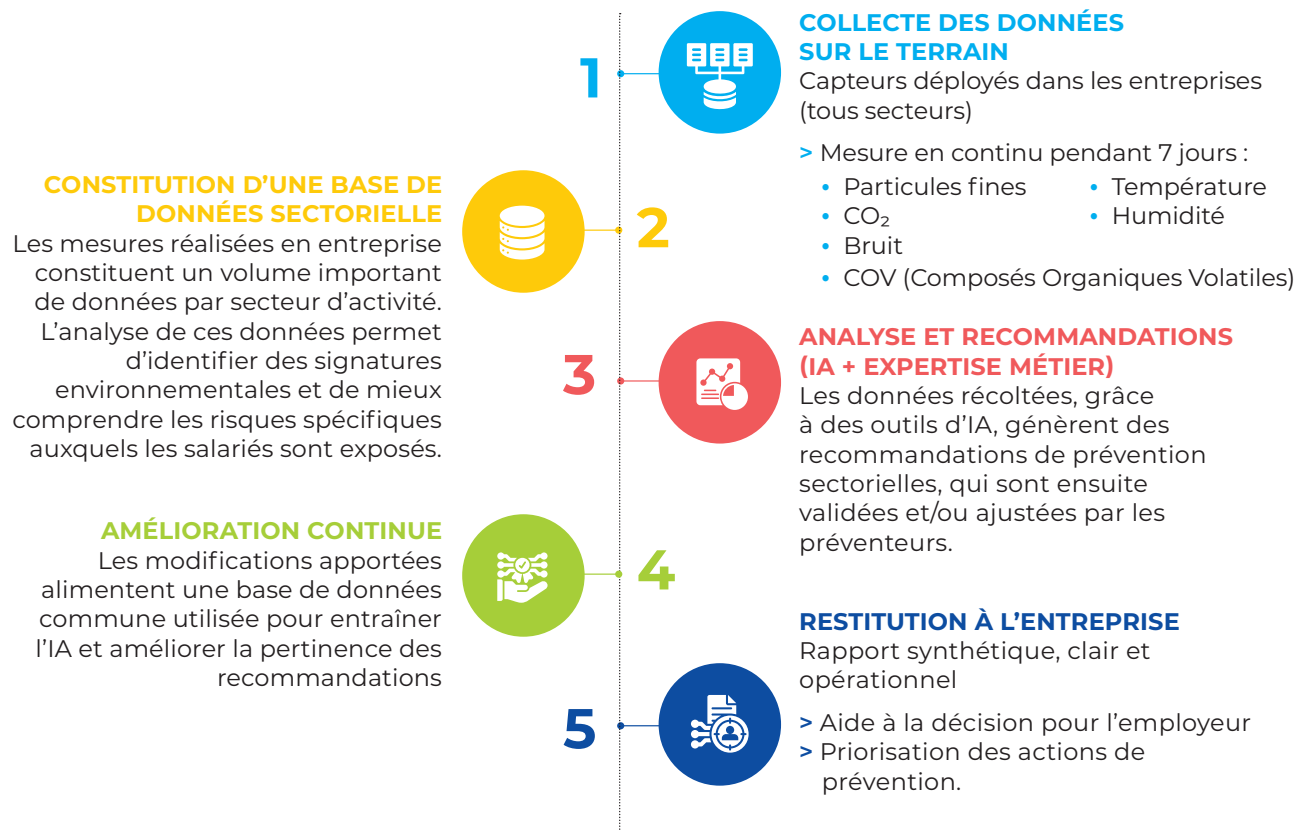 1
COLLECTE DES DONNÉES
SUR LE TERRAIN
Capteurs déployés dans les entreprises
(tous secteurs)
> Mesure en continu pendant 7 jours :
• Particules fines
• CO₂
• Bruit
• COV (Composés Organiques Volatiles)
• Température
• Humidité
2
CONSTITUTION D’UNE BASE DE
DONNÉES SECTORIELLE
Les mesures réalisées en entreprise
constituent un volume important
de données par secteur d’activité.
L’analyse de ces données permet
d’identifier des signatures
environnementales et de mieux
comprendre les risques spécifiques
auxquels les salariés sont exposés.
3
ANALYSE ET RECOMMANDATIONS
(IA + EXPERTISE MÉTIER)
Les données récoltées, grâce
à des outils d’IA, génèrent des
recommandations de prévention
sectorielles, qui sont ensuite
validées et/ou ajustées par les
préventeurs.
4
AMÉLIORATION CONTINUE
Les modifications apportées
alimentent une base de données
commune utilisée pour entraîner
l’IA et améliorer la pertinence des
recommandations
5
RESTITUTION À L’ENTREPRISE
Rapport synthétique, clair et
opérationnel
> Aide à la décision pour l’employeur
> Priorisation des actions de
prévention.